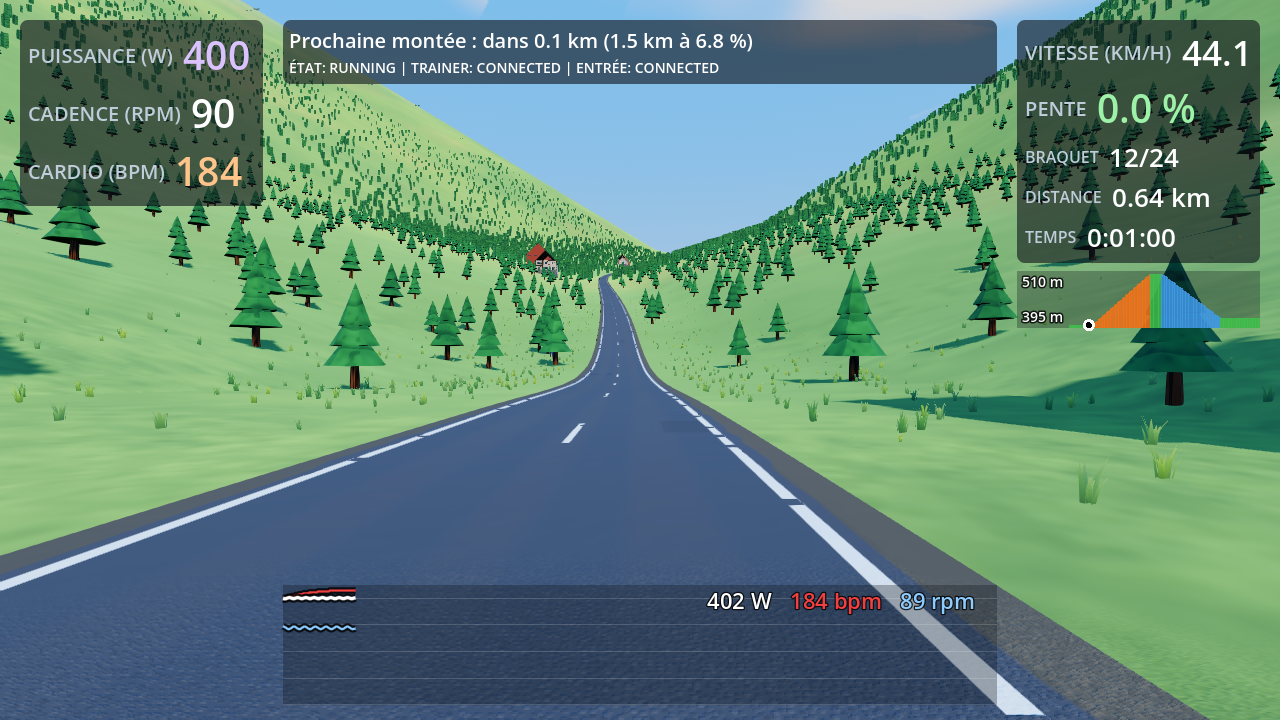 PUISSANCE (W) 400
CADENCE (RPM) 90
CARDIO (BPM) 184
Prochaine montée : dans 0.1 km (1.5 km à 6.8 %)
ÉTAT: RUNNING | TRAINER: CONNECTED | ENTRÉE: CONNECTED
VITESSE (KM/H) 44.1
PENTE 0.0 %
BRAQUET 12/24
DISTANCE 0.64 km
TEMPS 0:01:00
510 m
395 m
402 W 184 bpm 89 rpm